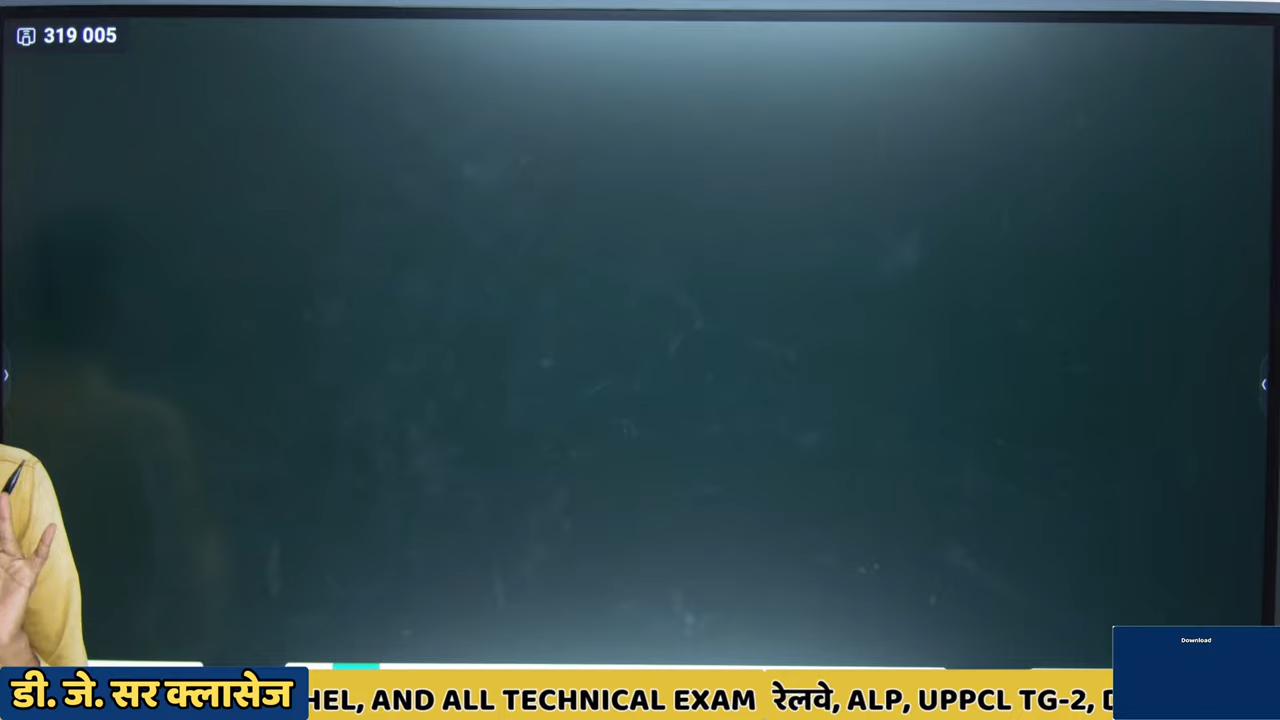 319 005
डी. जे. सर क्लासेज
HEL, AND ALL TECHNICAL EXAM रेलवे, ALP, UPPCL TG-2,
Download